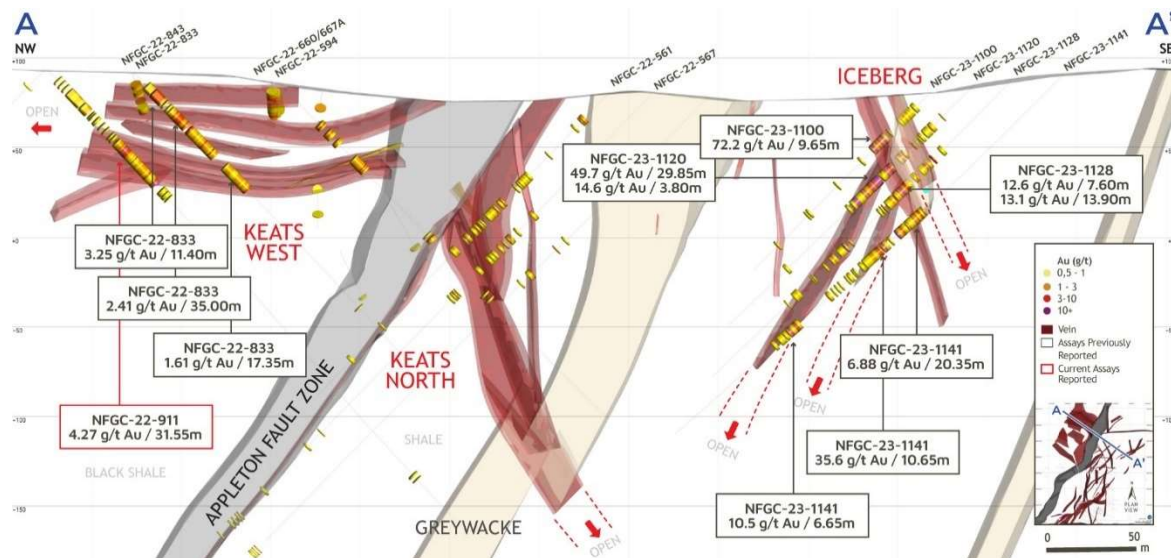 A
NW
A'
SE
NFGC-22-843
NFGC-22-833
NFGC-22-660/667A
NFGC-22-594
NFGC-22-561
NFGC-22-567
ICEBERG
NFGC-23-1100
NFGC-23-1120
NFGC-23-1128
NFGC-23-1141
+100
+50
+0
-50
-100
-150
OPEN
NFGC-23-1100
72.2 g/t Au / 9.65m
NFGC-23-1120
49.7 g/t Au / 29.85m
14.6 g/t Au / 3.80m
NFGC-23-1128
12.6 g/t Au / 7.60m
13.1 g/t Au / 13.90m
KEATS
WEST
NFGC-22-833
3.25 g/t Au / 11.40m
NFGC-22-833
2.41 g/t Au / 35.00m
NFGC-22-833
1.61 g/t Au / 17.35m
NFGC-22-911
4.27 g/t Au / 31.55m
BLACK SHALE
APPLETON FAULT ZONE
KEATS
NORTH
SHALE
GREYWACKE
OPEN
OPEN
OPEN
OPEN
NFGC-23-1141
6.88 g/t Au / 20.35m
NFGC-23-1141
35.6 g/t Au / 10.65m
NFGC-23-1141
10.5 g/t Au / 6.65m
Au (g/t)
0,5 - 1
1 - 3
3-10
10+
Vein
Assays Previously
Reported
Current Assays
Reported
A
A'
PLAN
VIEW
0
50
m